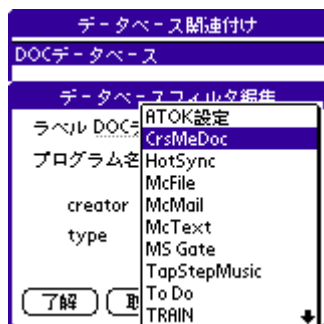 データベース関連付け
DOCデータベース
データベースフィルタ編集
ラベル DOCデ
プログラム名
ATOK設定
CrsMeDoc
HotSync
McFile
McMail
McText
MS Gate
TapStepMusic
To Do
TRAIN
creator
type
了解